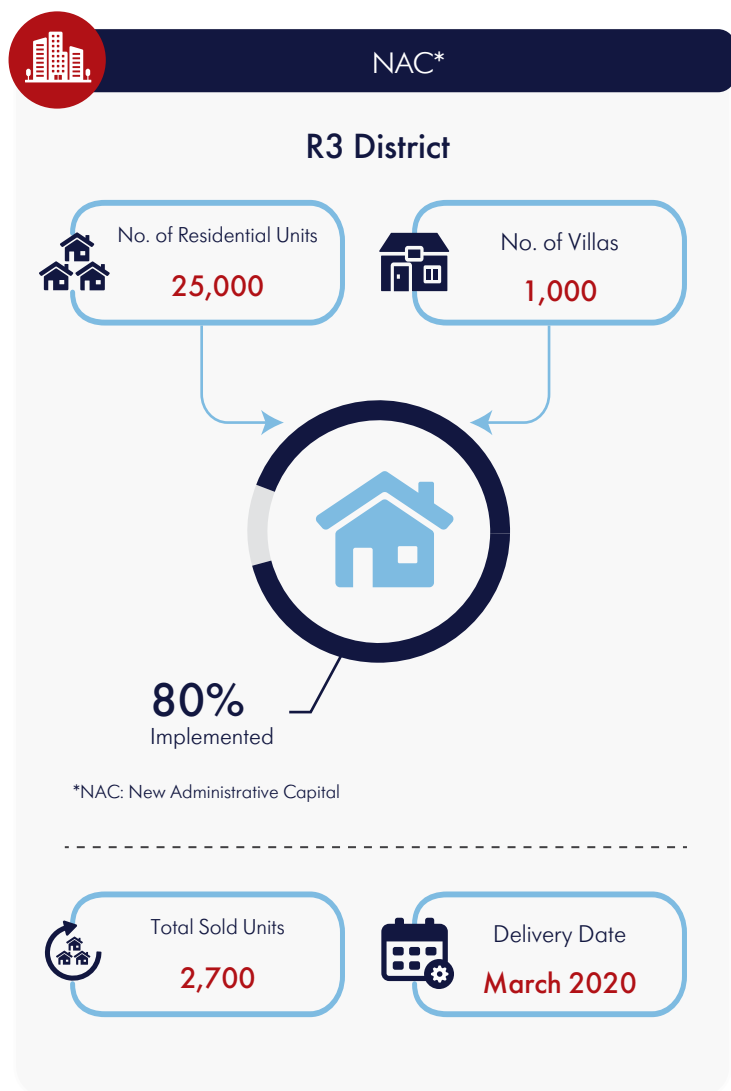 NAC*
R3 District
No. of Residential Units
25,000
No. of Villas
1,000
80%
Implemented
*NAC: New Administrative Capital
Total Sold Units
2,700
Delivery Date
March 2020